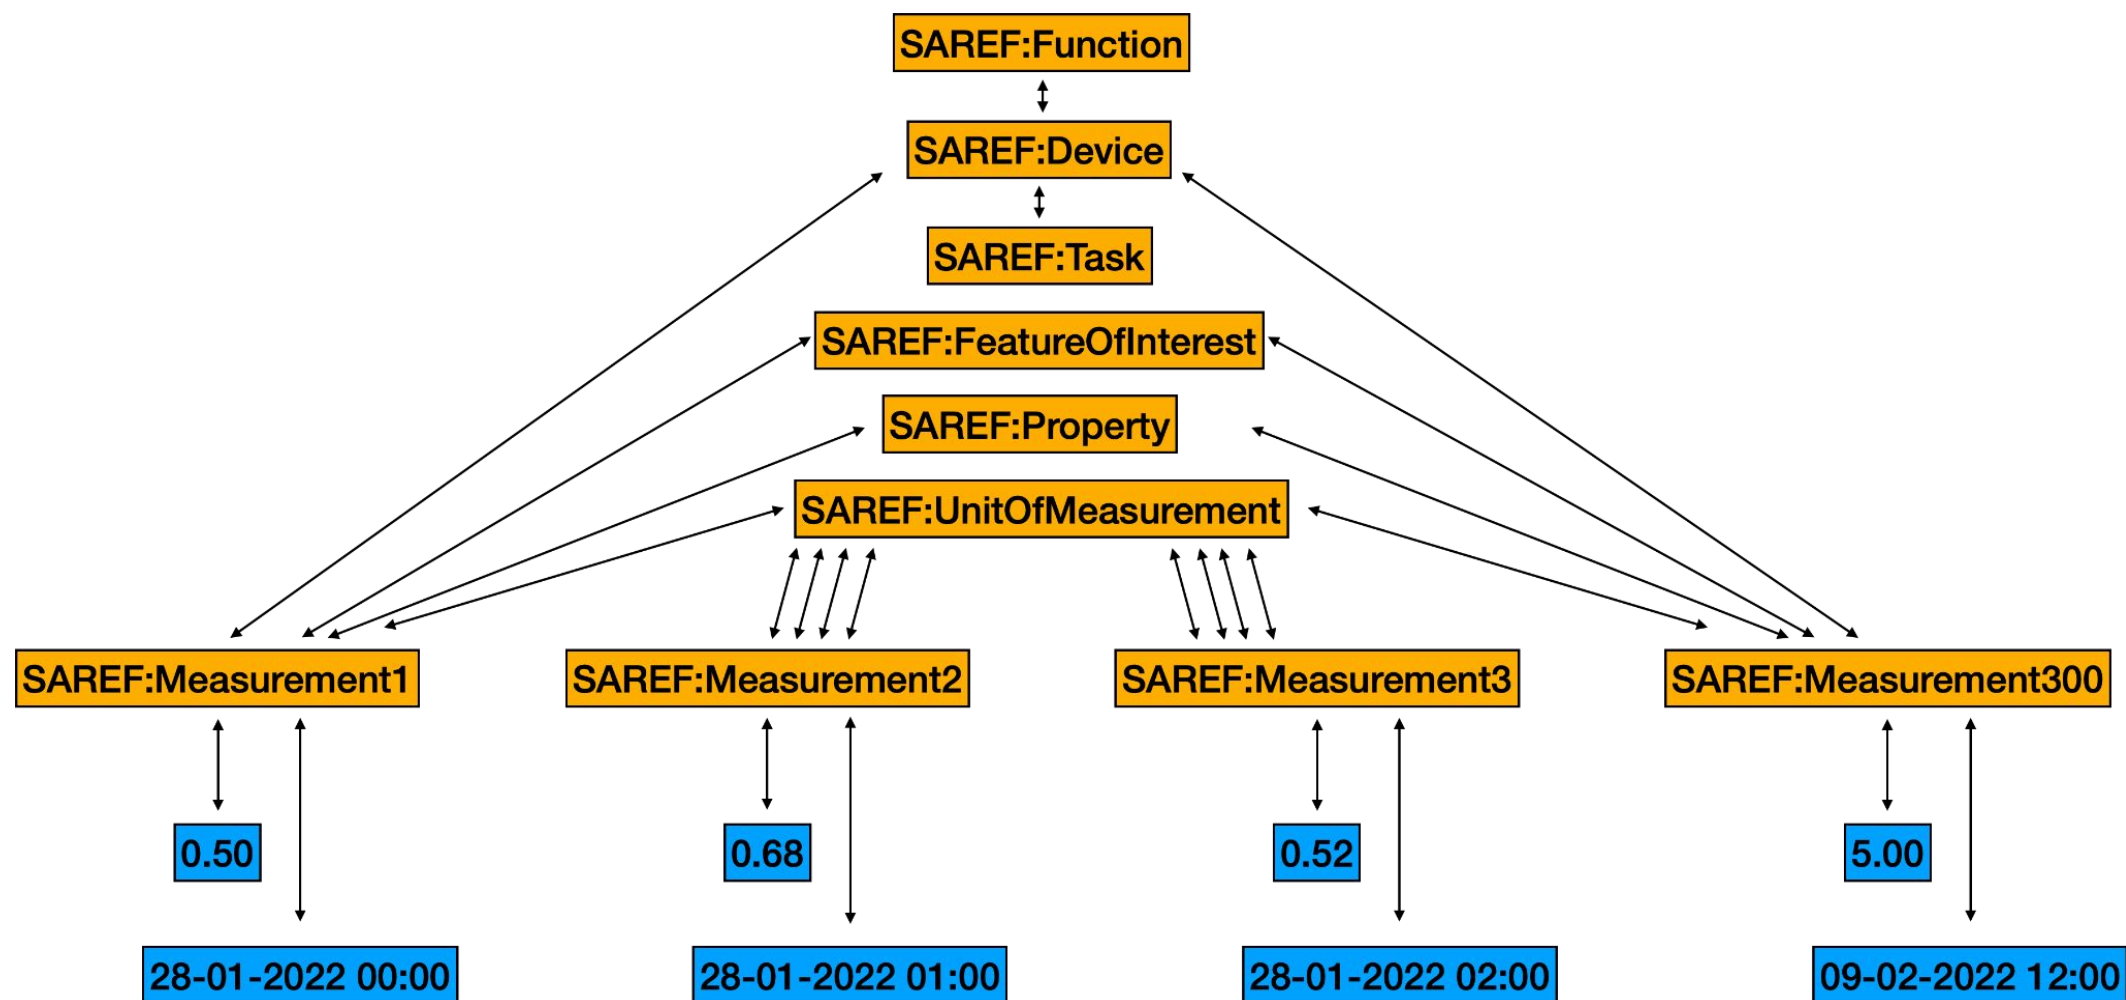 SAREF:Function
SAREF:Device
SAREF:Task
SAREF:FeatureOfInterest
SAREF:Property
SAREF:UnitOfMeasurement
SAREF:Measurement1
SAREF:Measurement2
SAREF:Measurement3
SAREF:Measurement300
0.50
0.68
0.52
5.00
28-01-2022 00:00
28-01-2022 01:00
28-01-2022 02:00
09-02-2022 12:00